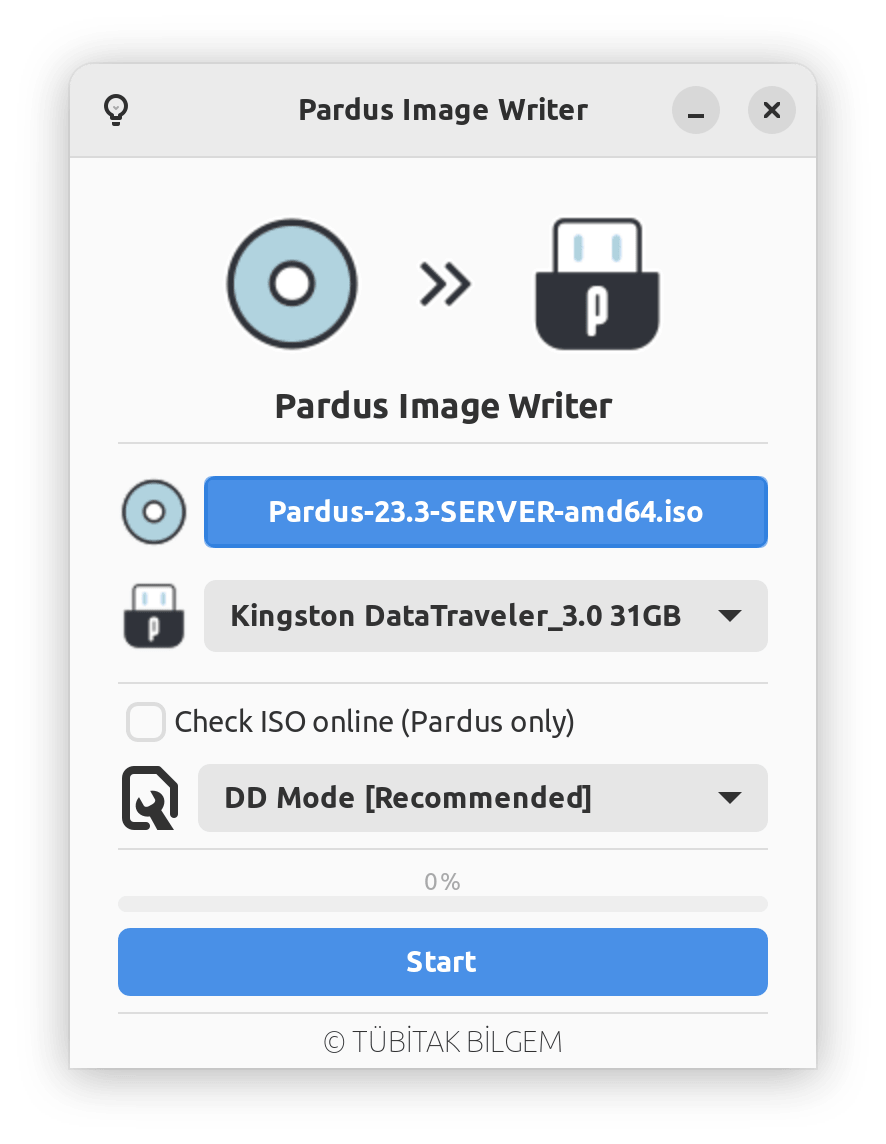 Pardus Image Writer
Pardus Image Writer
Pardus-23.3-SERVER-amd64.iso
Kingston DataTraveler_3.0 31GB
Check ISO online (Pardus only)
DD Mode [Recommended]
0%
Start
© TÜBİTAK BİLGEM